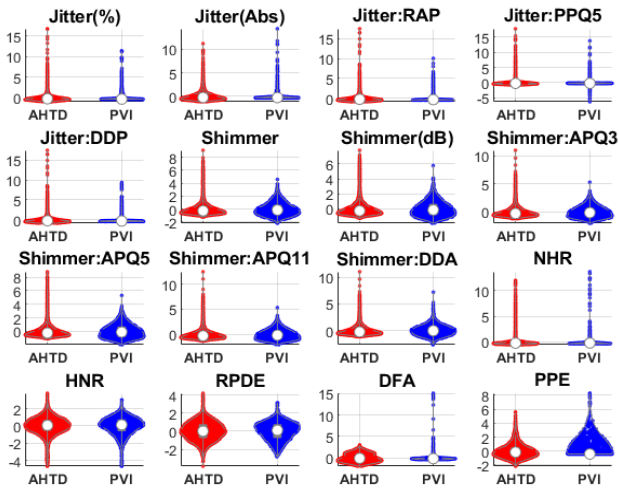 Jitter(%) Jitter(Abs) Jitter:RAP Jitter:PPQ5
15 10 5 0 10 5 0 15 10 5 0 15 10 5 0 -5
AHTD PVI AHTD PVI AHTD PVI AHTD PVI
Jitter:DDP Shimmer Shimmer(dB) Shimmer:APQ3
15 10 5 0 8 6 4 2 0 -2 6 4 2 0 10 5 0
AHTD PVI AHTD PVI AHTD PVI AHTD PVI
Shimmer:APQ5 Shimmer:APQ11 Shimmer:DDA NHR
8 6 4 2 0 10 5 0 10 5 0 10 5 0
AHTD PVI AHTD PVI AHTD PVI AHTD PVI
HNR RPDE DFA PPE
2 0 -2 -4 4 2 0 -2 15 10 5 0 8 6 4 2 0 -2
AHTD PVI AHTD PVI AHTD PVI AHTD PVI